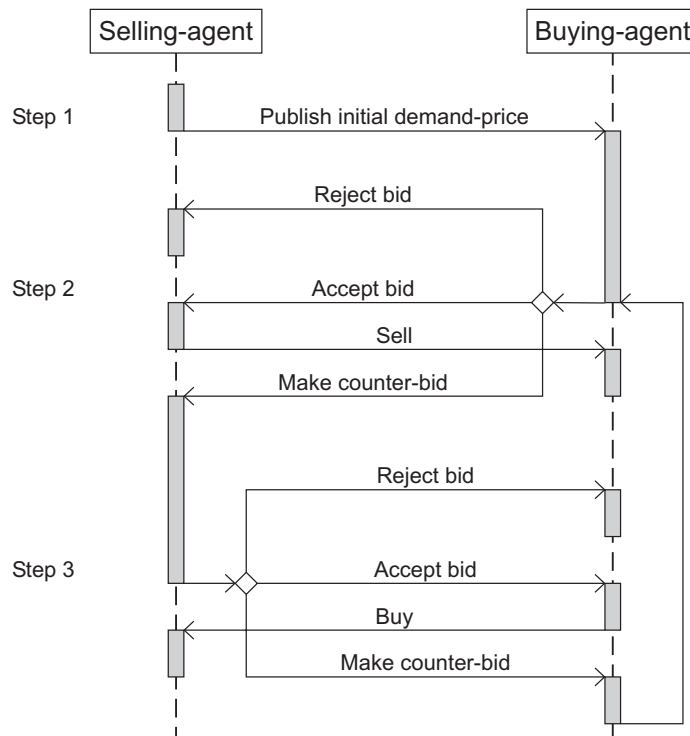 Selling-agent
Buying-agent
Step 1
Publish initial demand-price
Reject bid
Step 2
Accept bid
Sell
Make counter-bid
Reject bid
Step 3
Accept bid
Buy
Make counter-bid